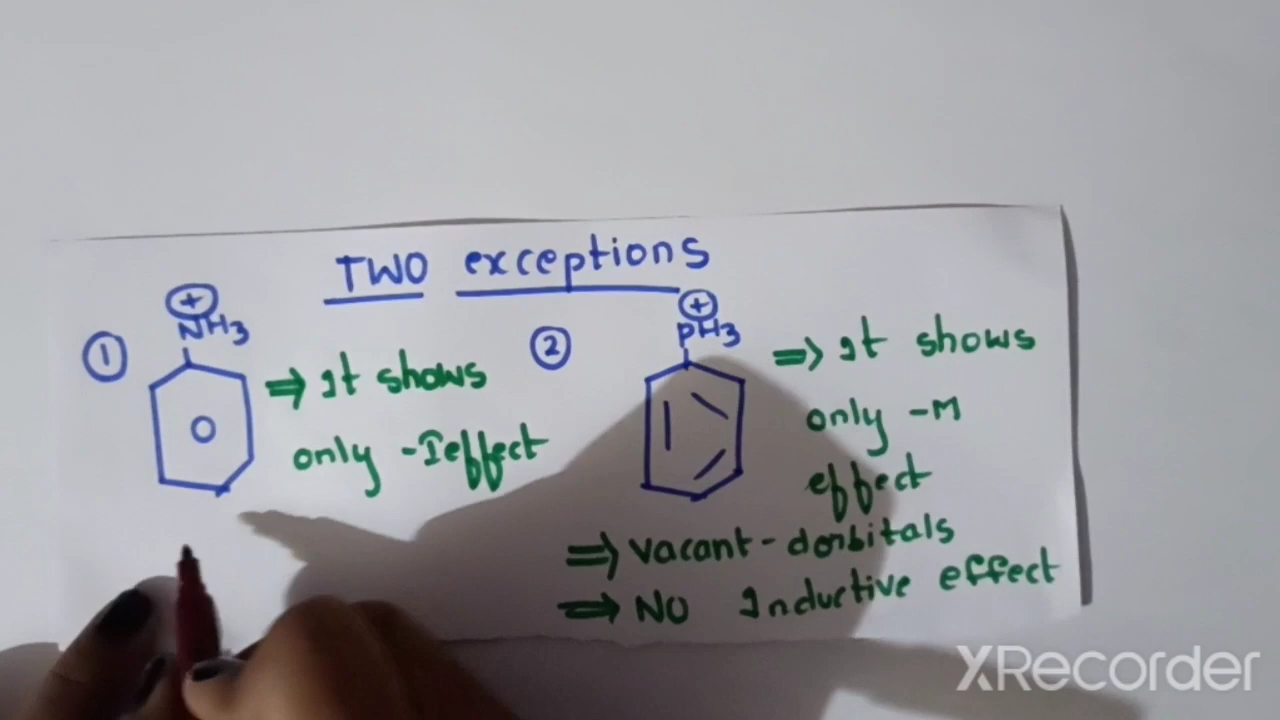 TWO exceptions
① ⊕
NH3
⇒ It shows
only -I effect
② ⊕
PH3
⇒ It shows
only -M
effect
⇒ vacant-dorbitals
⇒ NO Inductive effect
XRecorder